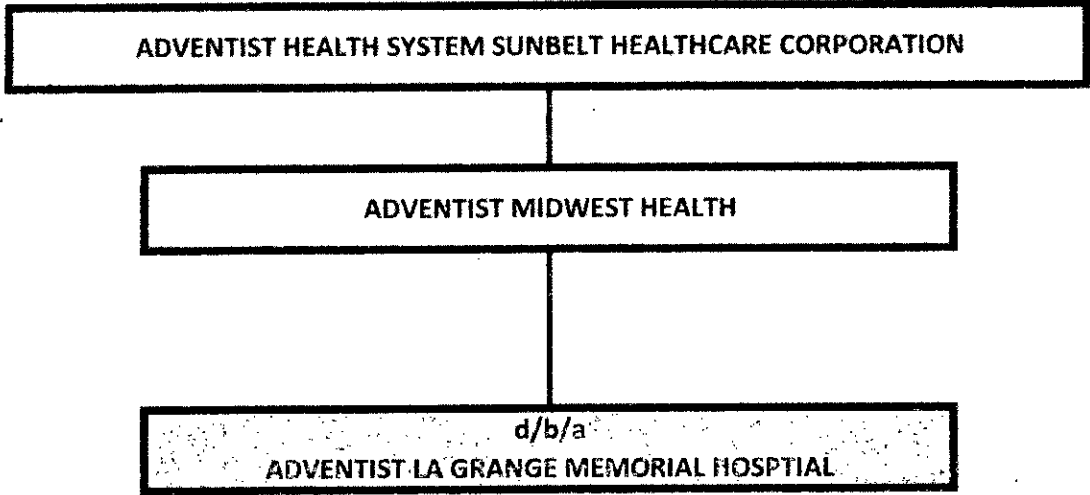 ADVENTIST HEALTH SYSTEM SUNBELT HEALTHCARE CORPORATION
ADVENTIST MIDWEST HEALTH
d/b/a
ADVENTIST LA GRANGE MEMORIAL HOSPTIAL